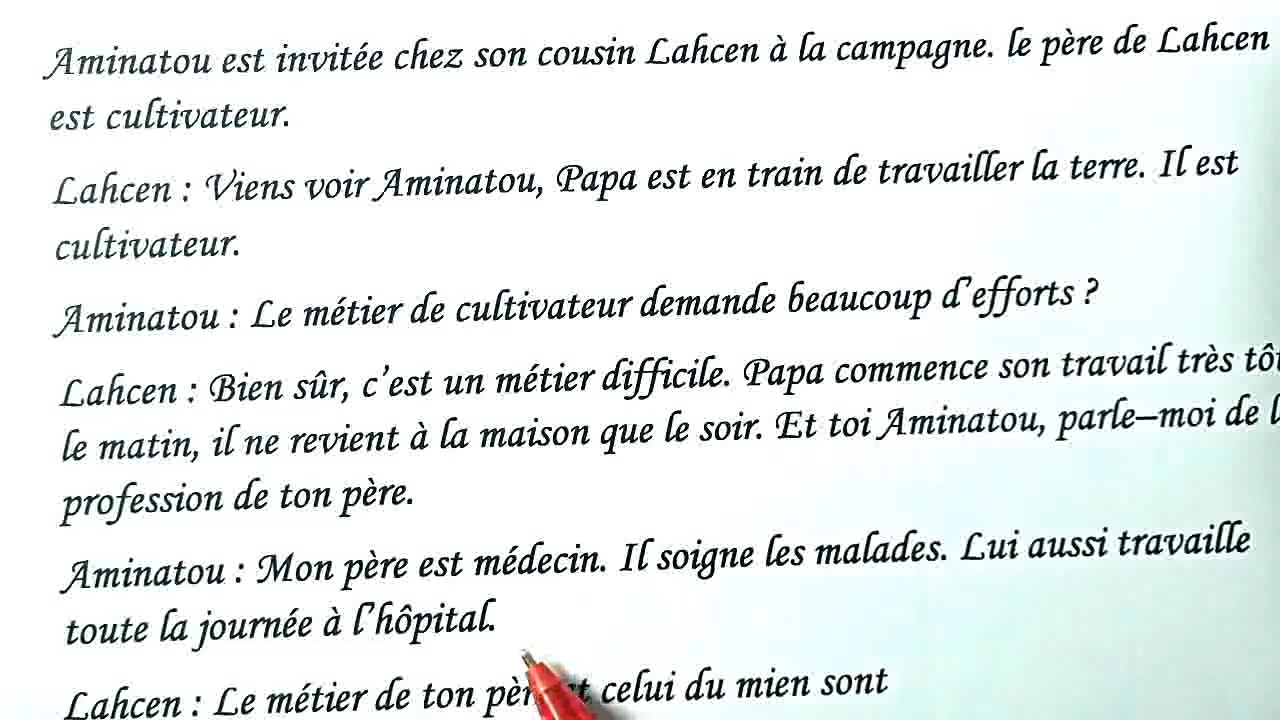 Aminatou est invitée chez son cousin Lahcen à la campagne. le père de Lahcen
est cultivateur.
Lahcen : Viens voir Aminatou, Papa est en train de travailler la terre. Il est
cultivateur.
Aminatou : Le métier de cultivateur demande beaucoup d'efforts ?
Lahcen : Bien sûr, c'est un métier difficile. Papa commence son travail très
le matin, il ne revient à la maison que le soir. Et toi Aminatou, parle–moi de
profession de ton père.
Aminatou : Mon père est médecin. Il soigne les malades. Lui aussi travaille
toute la journée à l'hôpital.
Lahcen : Le métier de ton celui du mien sont